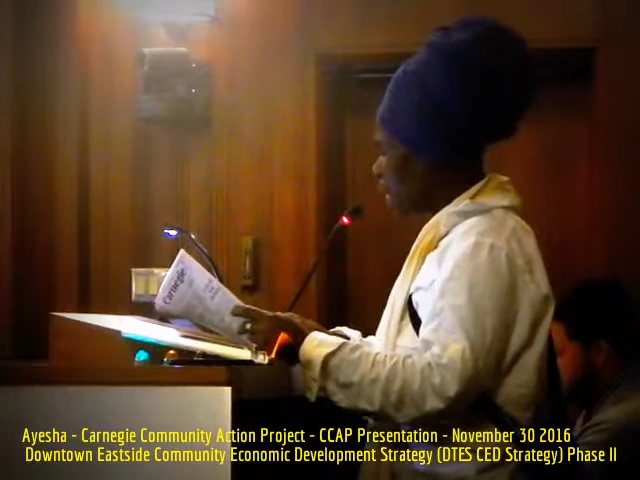 Carnegie
Ayesha - Carnegie Community Action Project - CCAP Presentation - November 30 2016
Downtown Eastside Community Economic Development Strategy (DTES CED Strategy) Phase II